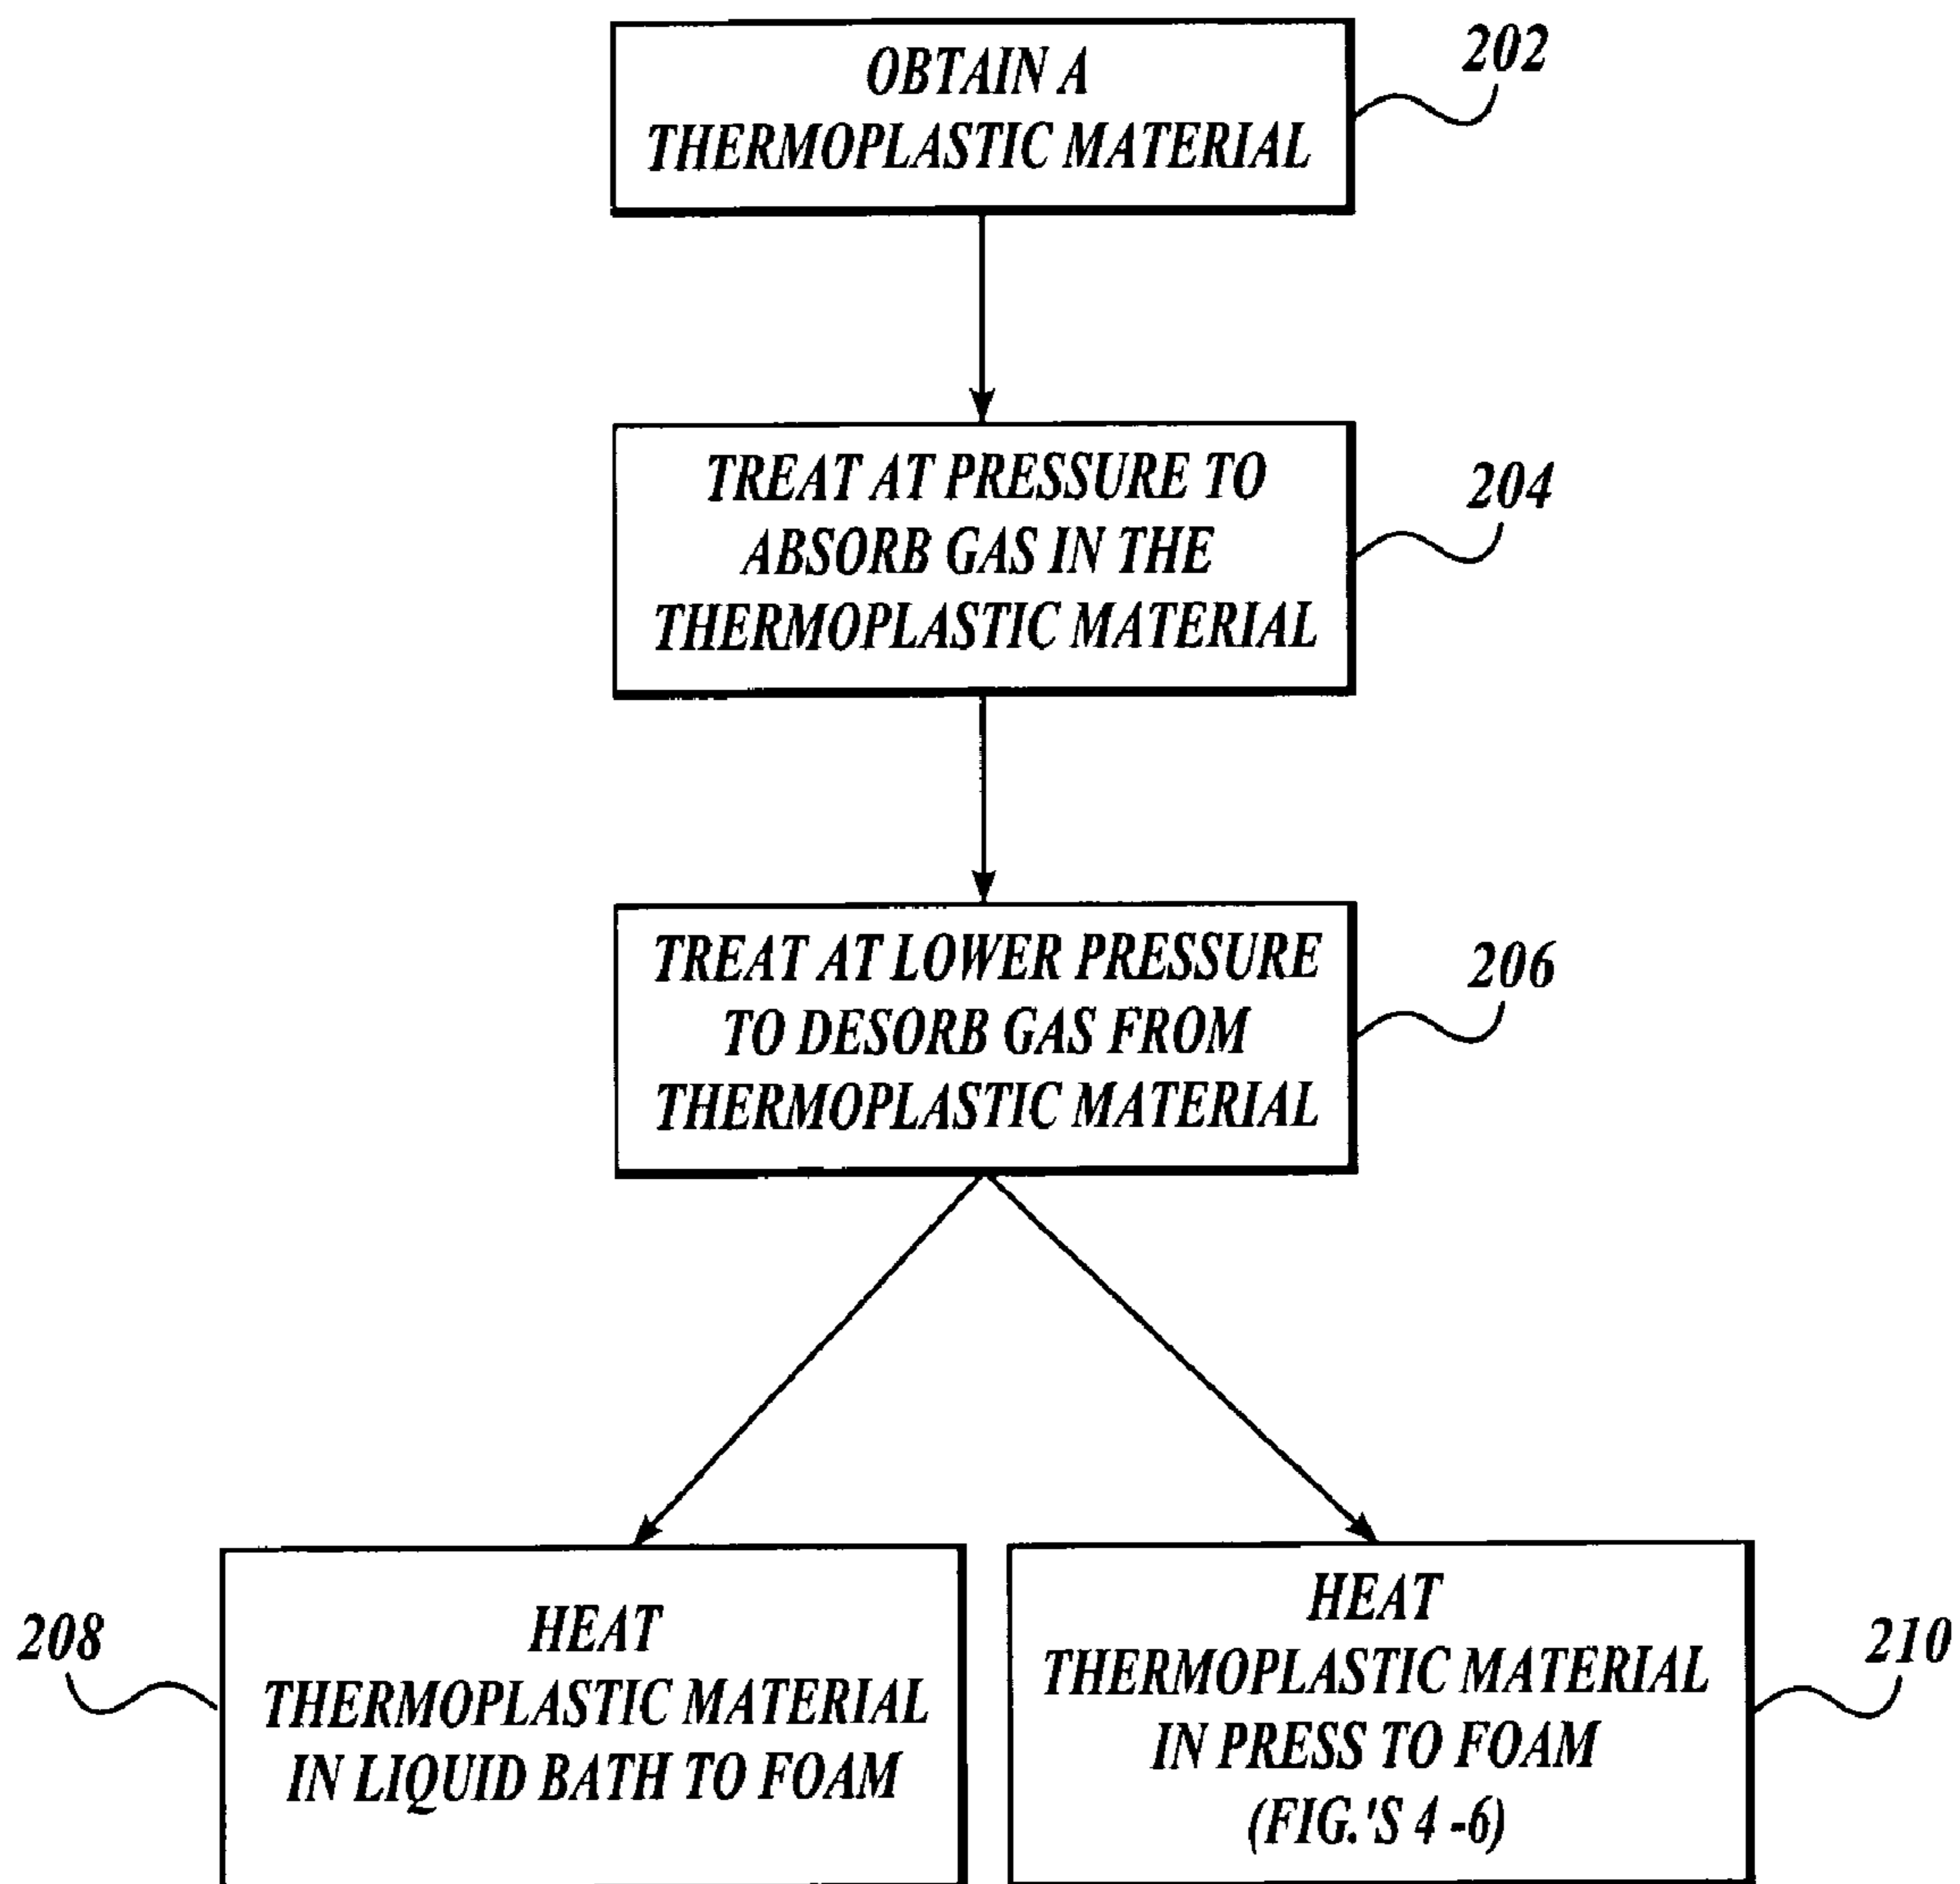 OBTAIN A
THERMOPLASTIC MATERIAL
202
TREAT AT PRESSURE TO
ABSORB GAS IN THE
THERMOPLASTIC MATERIAL
204
TREAT AT LOWER PRESSURE
TO DESORB GAS FROM
THERMOPLASTIC MATERIAL
206
208
HEAT
THERMOPLASTIC MATERIAL
IN LIQUID BATH TO FOAM
HEAT
THERMOPLASTIC MATERIAL
IN PRESS TO FOAM
(FIG.'S 4 -6)
210